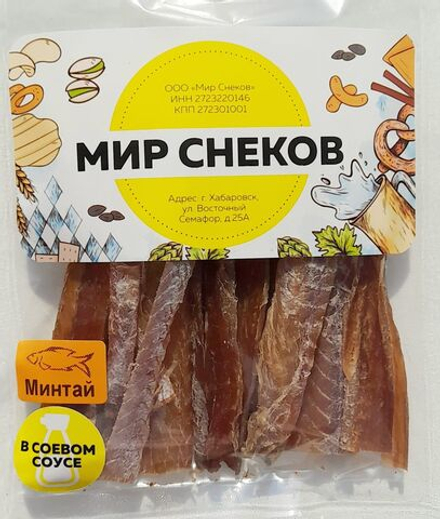 ООО «Мир Снеков»
ИНН 2723220146
КПП 272301001
МИР СНЕКОВ
Адрес: г. Хабаровск,
ул. Восточный
Семафор, д.25А
Минтай
В СОЕВОМ
СОУСЕ